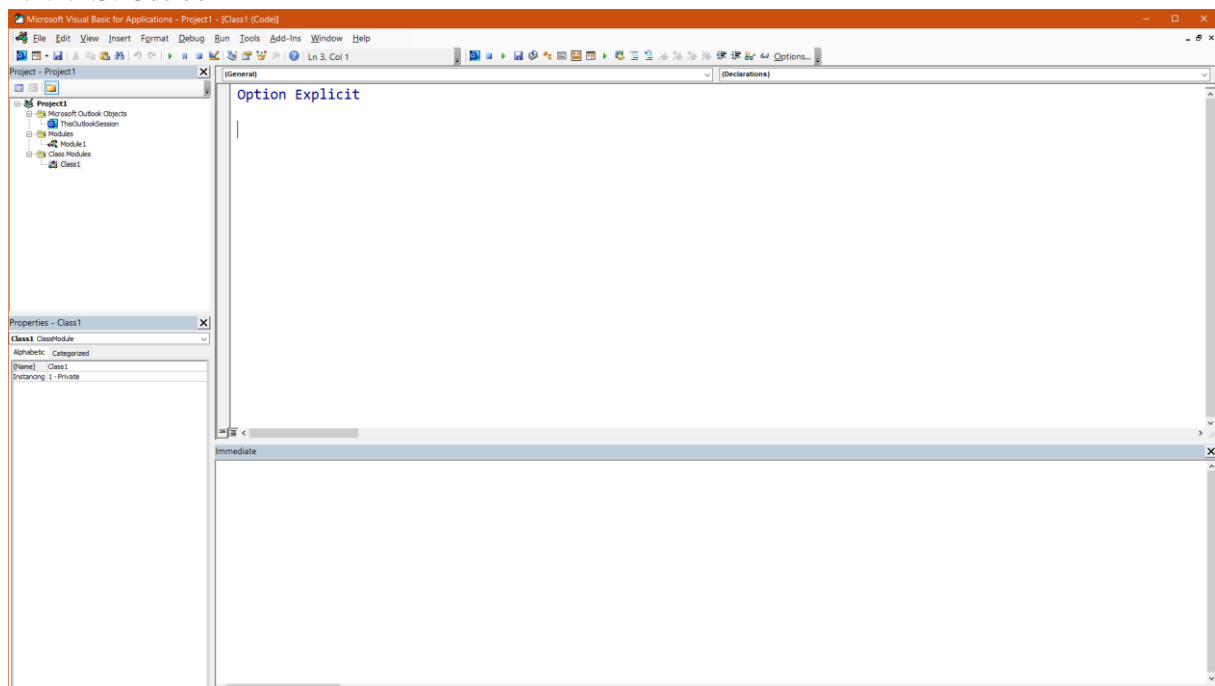 Microsoft Visual Basic for Applications - Project1 - [Class1 (Code)]
File Edit View Insert Format Debug Run Tools Add-Ins Window Help
Ln 3, Col 1
Options...
Project - Project1
Project1
Microsoft Outlook Objects
ThisOutlookSession
Modules
Module1
Class Modules
Class1
(General)
(Declarations)
Option Explicit
Properties - Class1
Class1 ClassModule
Alphabetic Categorized
(Name) Class1
Instancing 1 - Private
Immediate